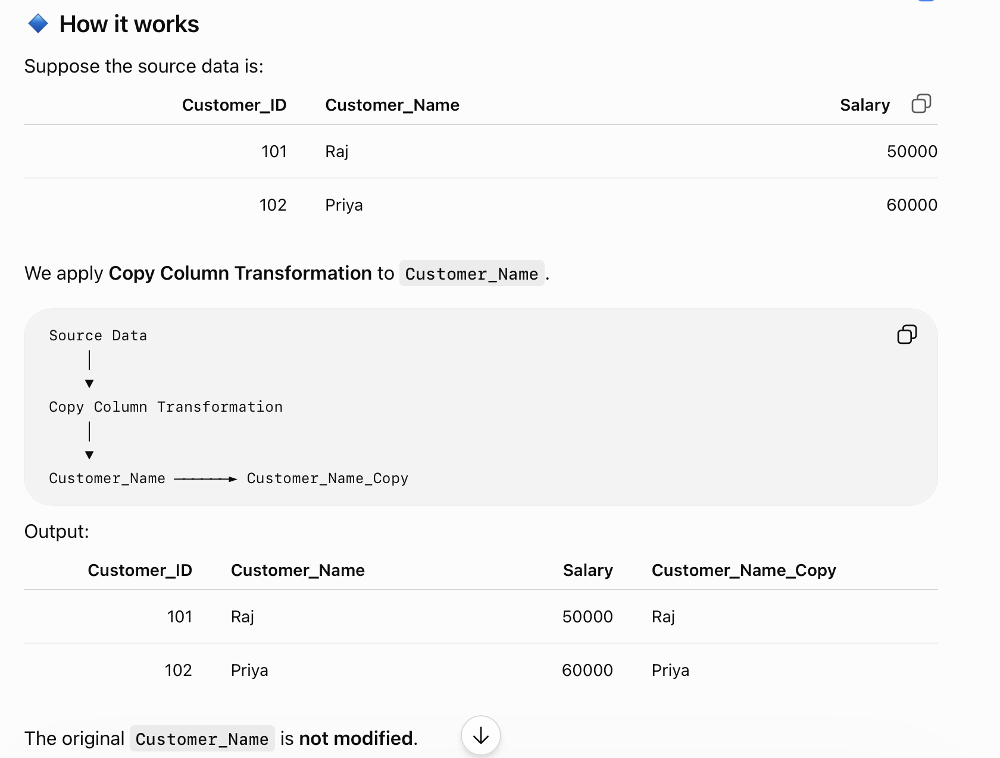 How it works
Suppose the source data is:
Customer_ID Customer_Name Salary
101 Raj 50000
102 Priya 60000
We apply Copy Column Transformation to Customer_Name.
Source Data
Copy Column Transformation
Customer_Name Customer_Name_Copy
Output:
Customer_ID Customer_Name Salary Customer_Name_Copy
101 Raj 50000 Raj
102 Priya 60000 Priya
The original Customer_Name is not modified.